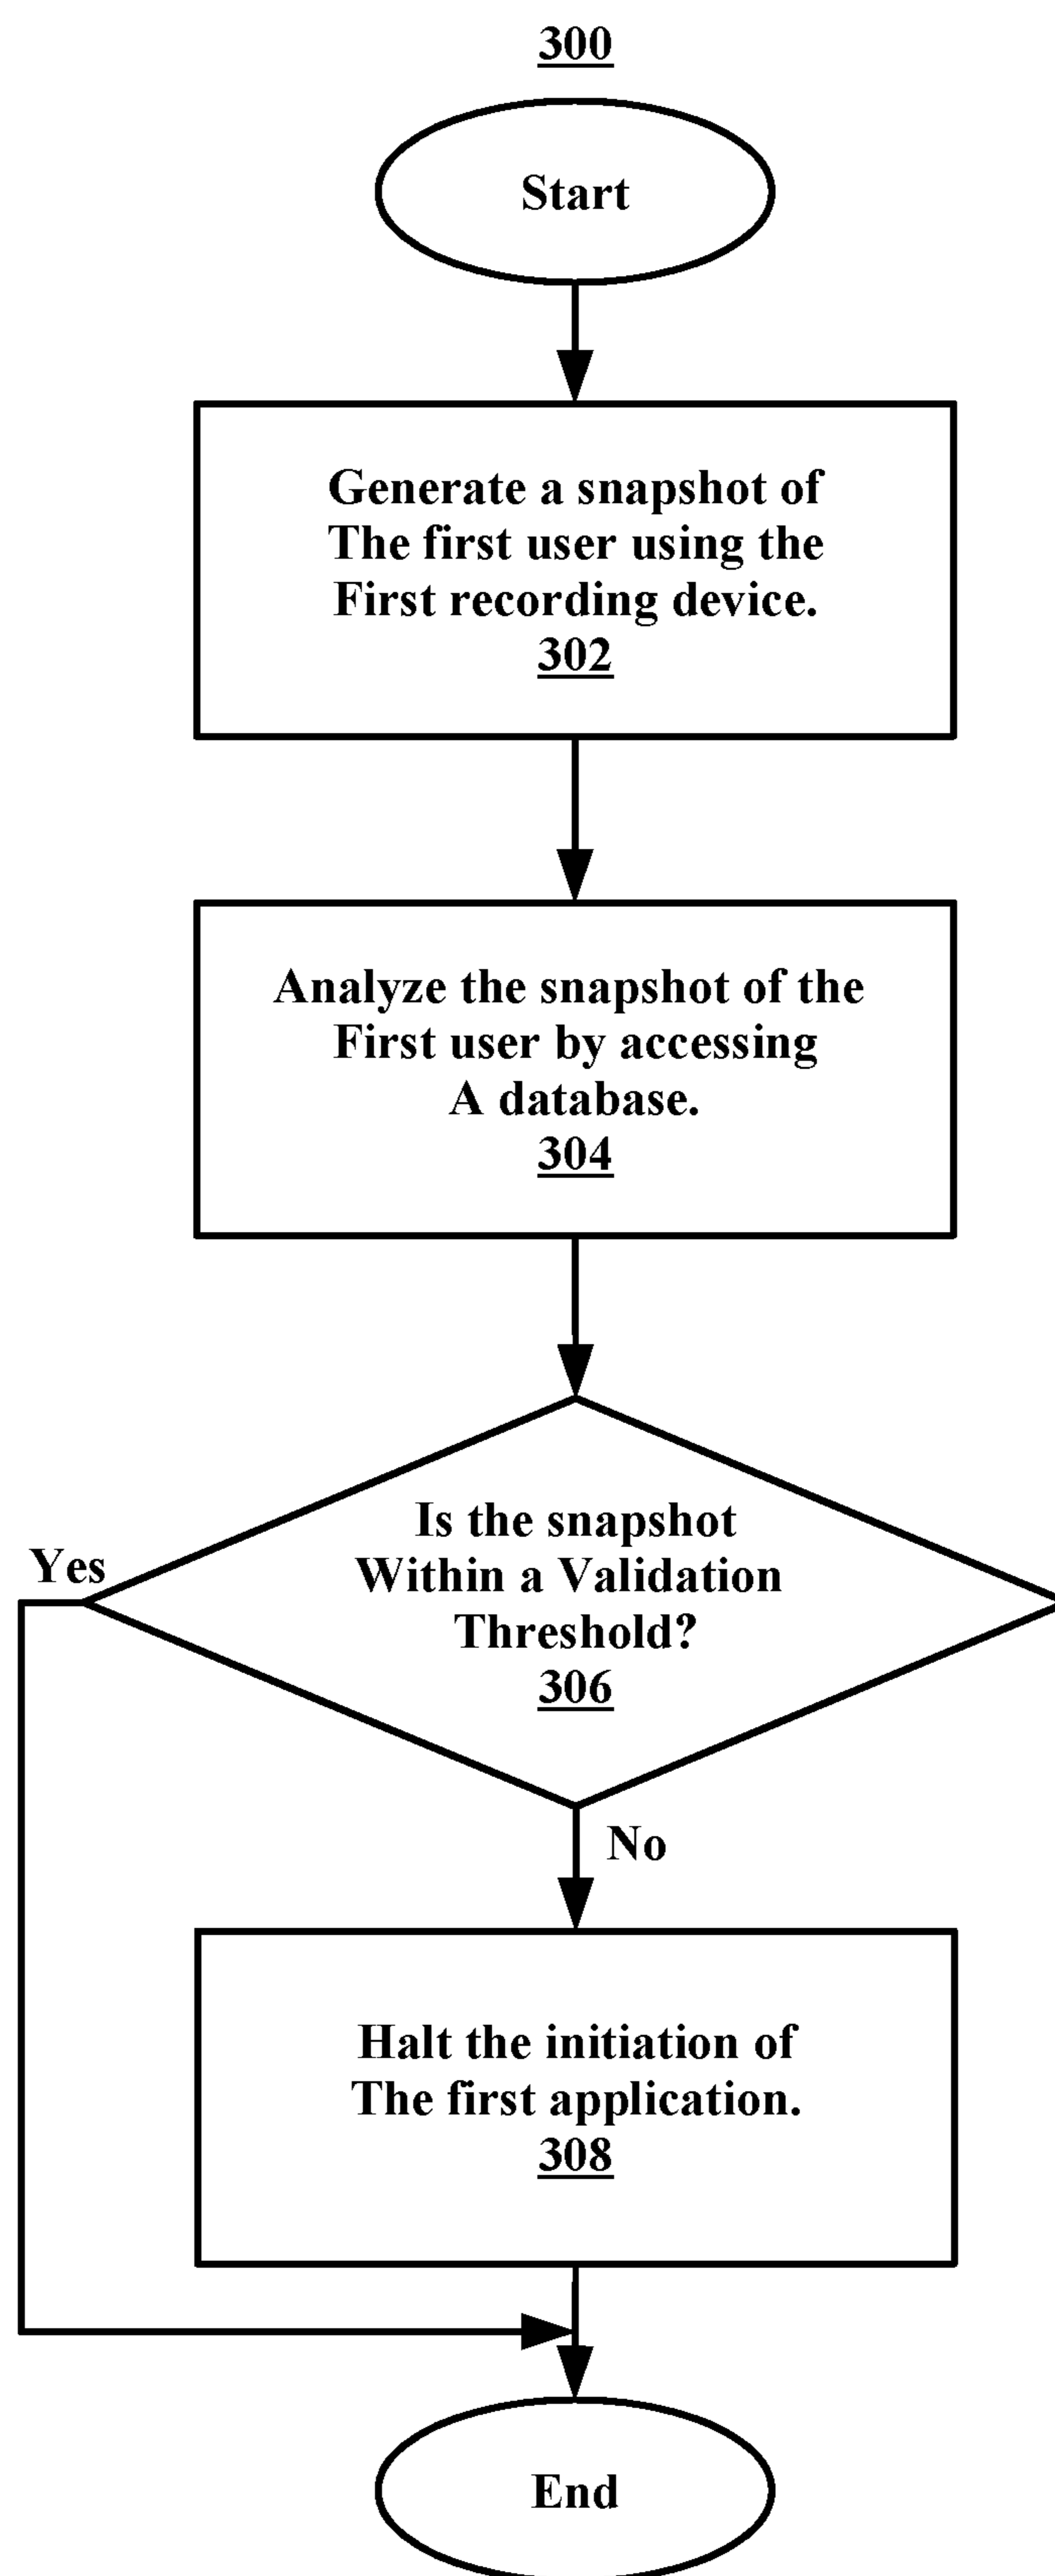 300
Start
Generate a snapshot of
The first user using the
First recording device.
302
Analyze the snapshot of the
First user by accessing
A database.
304
Is the snapshot
Within a Validation
Threshold?
306
Yes
No
Halt the initiation of
The first application.
308
End